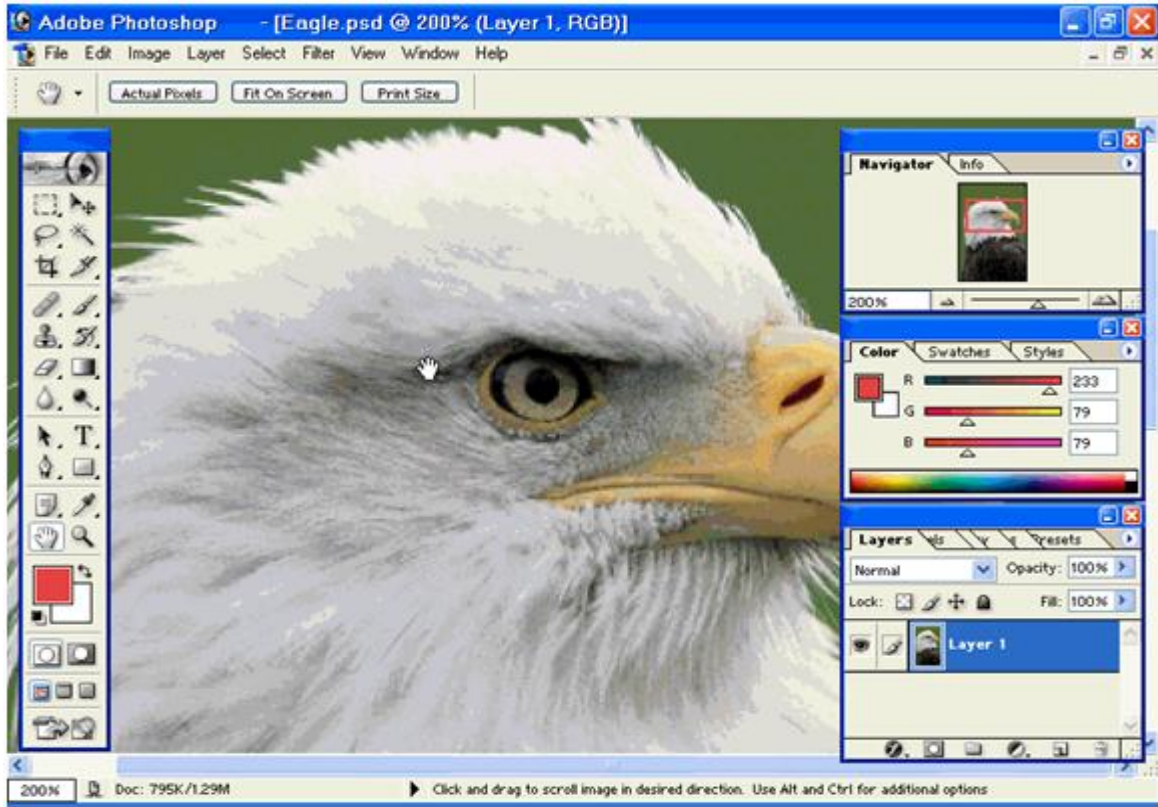 Adobe Photoshop - [Eagle.psd @ 200% (Layer 1, RGB)]
File Edit Image Layer Select Filter View Window Help
Actual Pixels Fit On Screen Print Size
Navigator Info
200%
Color Swatches Styles
R 233
G 79
B 79
Layers els Presets
Normal Opacity: 100%
Lock: Fill: 100%
Layer 1
T
200% Doc: 795K/1.29M Click and drag to scroll image in desired direction. Use Alt and Ctrl for additional options